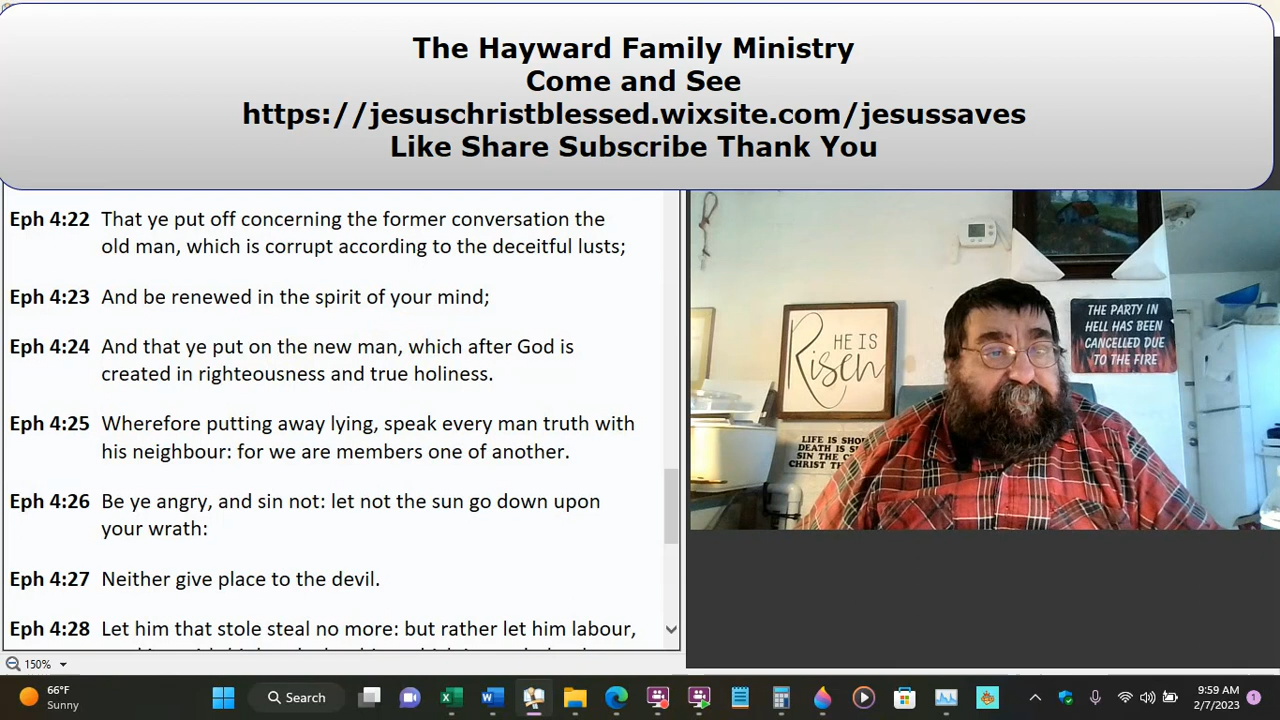 The Hayward Family Ministry
Come and See
https://jesuschristblessed.wixsite.com/jesussaves
Like Share Subscribe Thank You
Eph 4:22 That ye put off concerning the former conversation the
old man, which is corrupt according to the deceitful lusts;
Eph 4:23 And be renewed in the spirit of your mind;
Eph 4:24 And that ye put on the new man, which after God is
created in righteousness and true holiness.
Eph 4:25 Wherefore putting away lying, speak every man truth with
his neighbour: for we are members one of another.
Eph 4:26 Be ye angry, and sin not: let not the sun go down upon
your wrath:
Eph 4:27 Neither give place to the devil.
Eph 4:28 Let him that stole steal no more: but rather let him labour,
150%
HE IS
Risen
THE PARTY IN
HELL HAS BEEN
CANCELLED DUE
TO THE FIRE
LIFE IS
DEATH IS
SIN THE
CHRIST
66°F
Sunny
Search
9:59 AM
2/7/2023
1